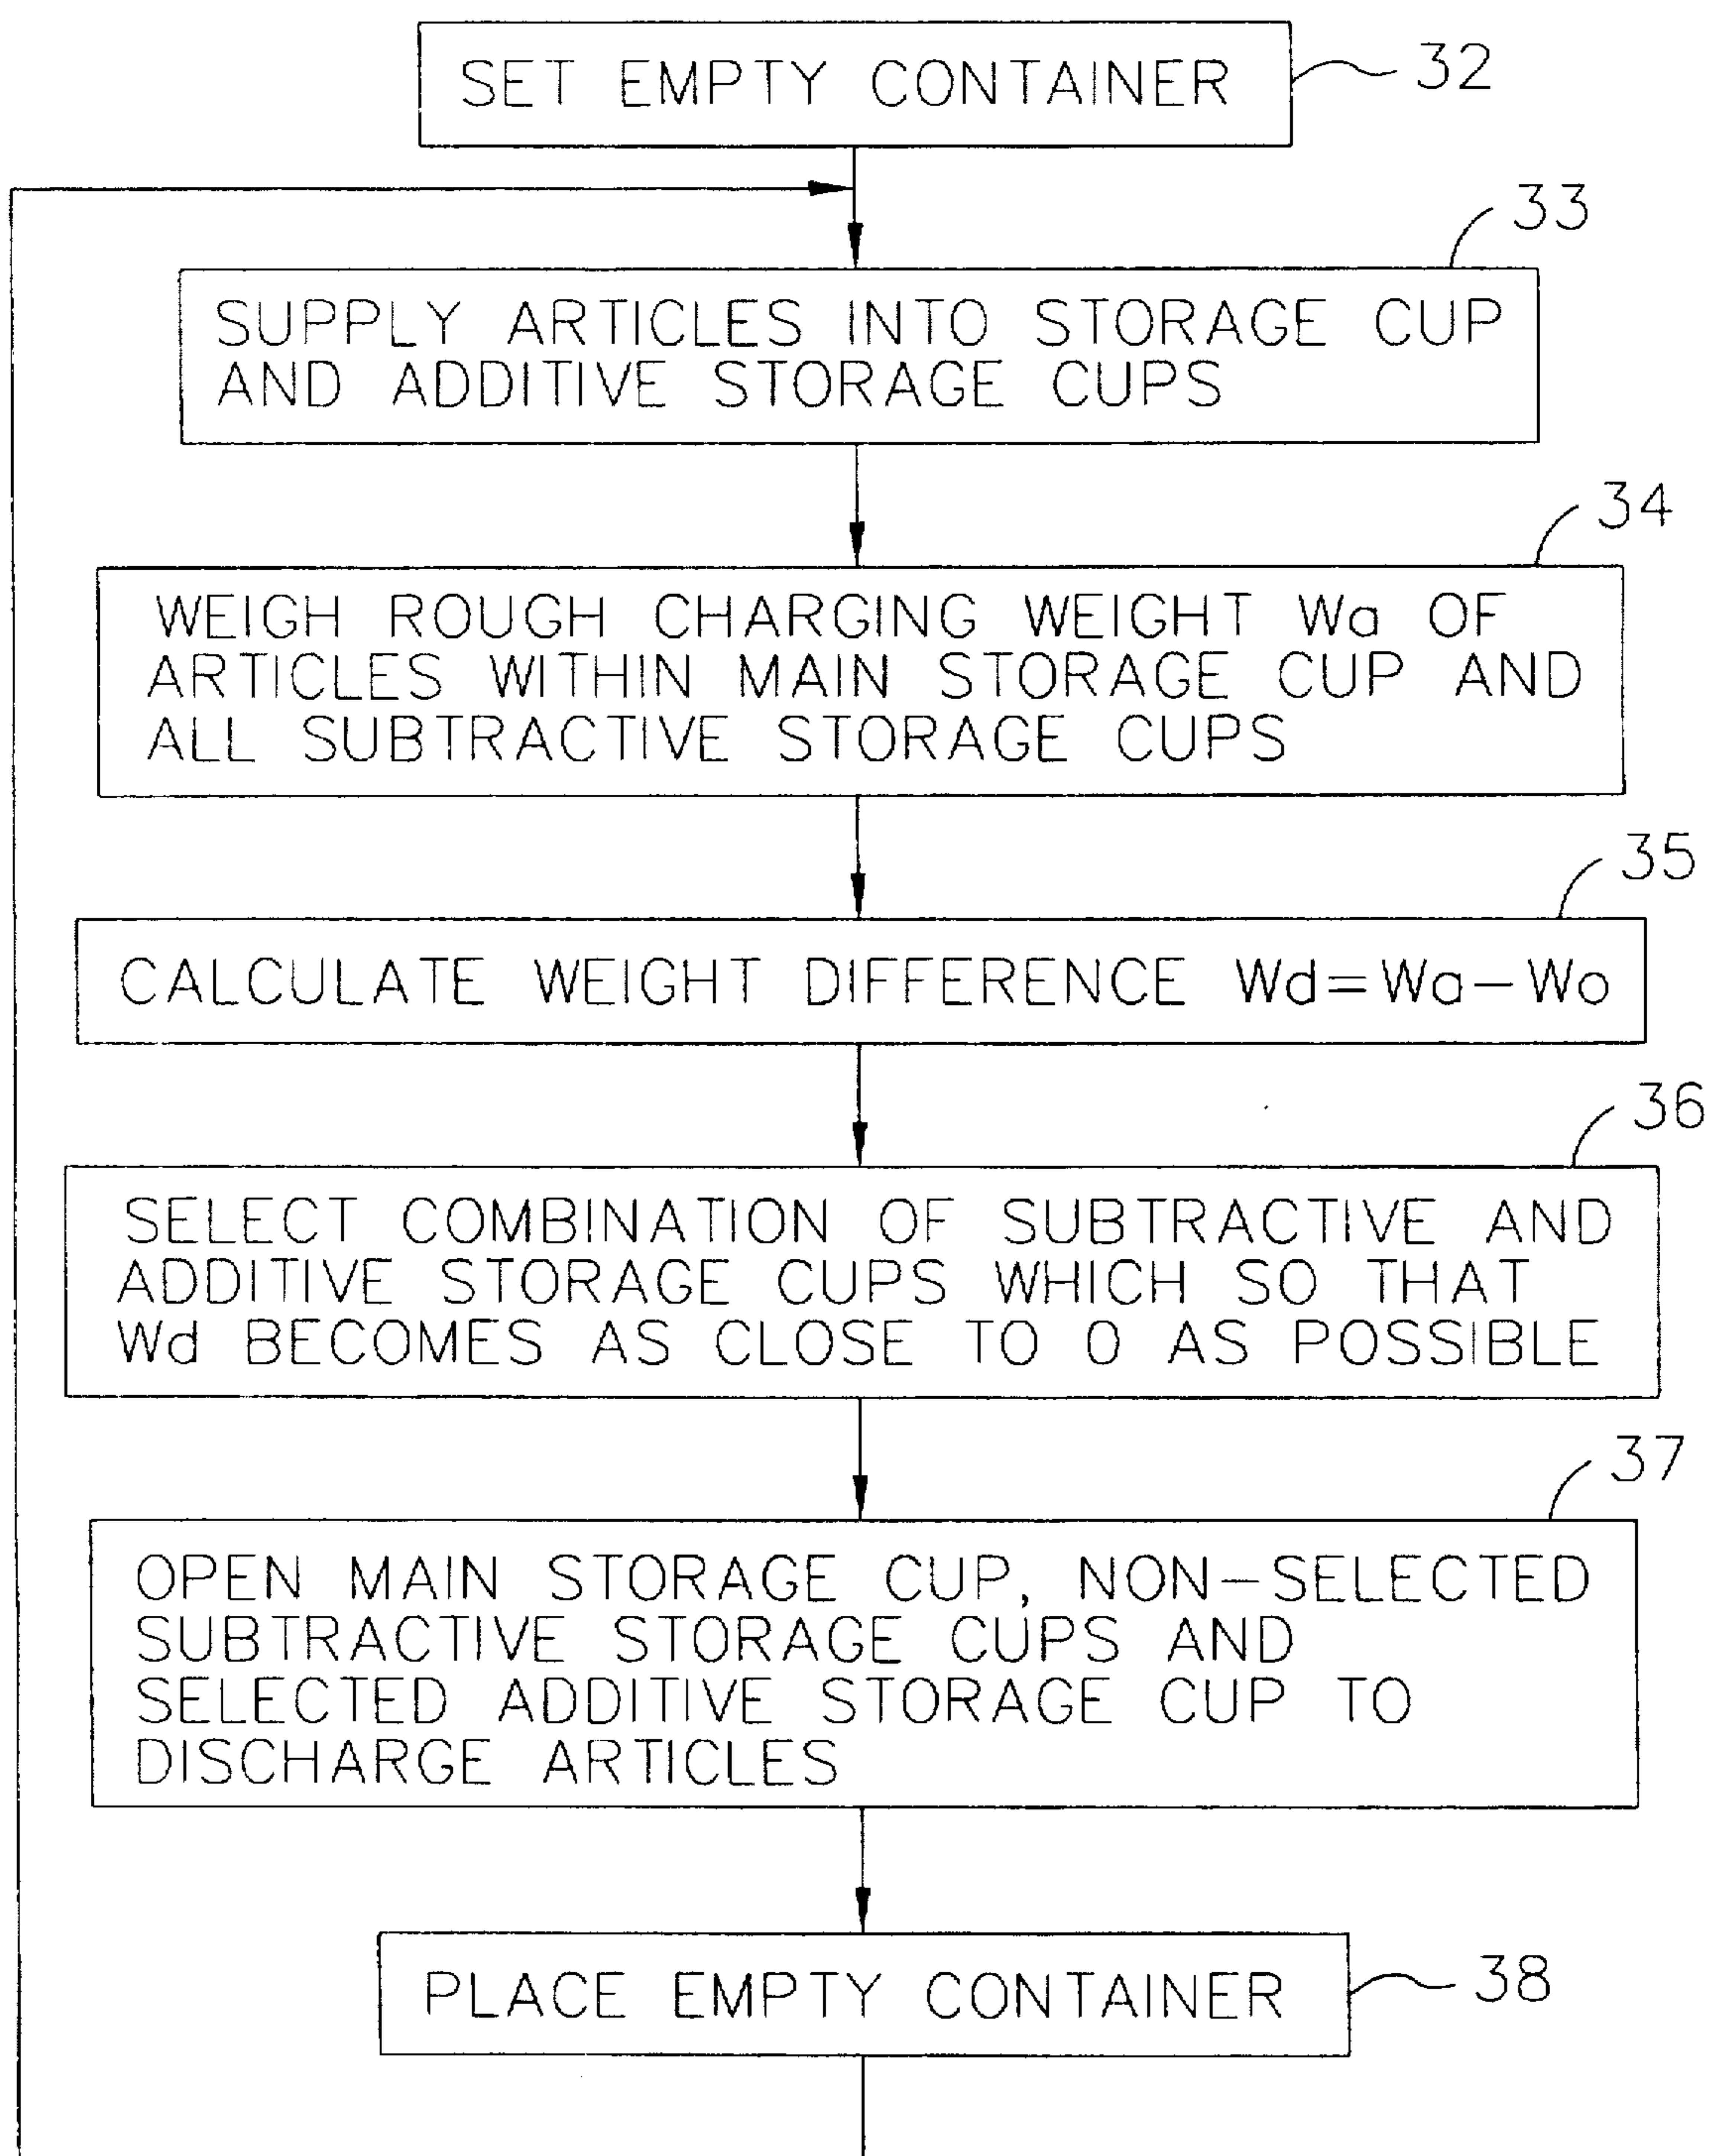 SET EMPTY CONTAINER
32
33
SUPPLY ARTICLES INTO STORAGE CUP
AND ADDITIVE STORAGE CUPS
34
WEIGH ROUGH CHARGING WEIGHT Wa OF
ARTICLES WITHIN MAIN STORAGE CUP AND
ALL SUBTRACTIVE STORAGE CUPS
35
CALCULATE WEIGHT DIFFERENCE Wd=Wa-Wo
36
SELECT COMBINATION OF SUBTRACTIVE AND
ADDITIVE STORAGE CUPS WHICH SO THAT
Wd BECOMES AS CLOSE TO 0 AS POSSIBLE
37
OPEN MAIN STORAGE CUP, NON-SELECTED
SUBTRACTIVE STORAGE CUPS AND
SELECTED ADDITIVE STORAGE CUP TO
DISCHARGE ARTICLES
PLACE EMPTY CONTAINER
38